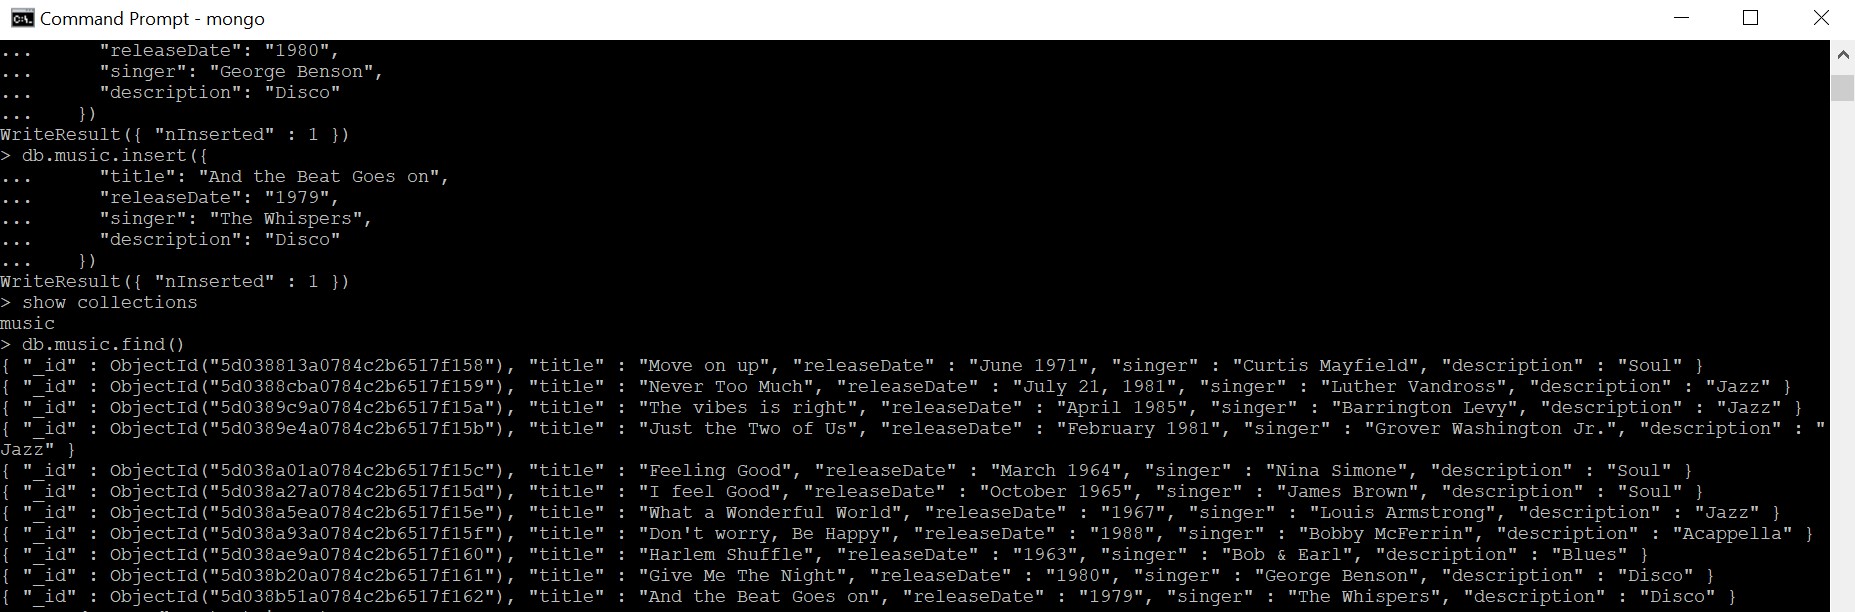 Command Prompt - mongo
...      "releaseDate": "1980",
...      "singer": "George Benson",
...      "description": "Disco"
...    })
WriteResult({ "nInserted" : 1 })
> db.music.insert({
...      "title": "And the Beat Goes on",
...      "releaseDate": "1979",
...      "singer": "The Whispers",
...      "description": "Disco"
...    })
WriteResult({ "nInserted" : 1 })
> show collections
music
> db.music.find()
{ "_id" : ObjectId("5d038813a0784c2b6517f158"), "title" : "Move on up", "releaseDate" : "June 1971", "singer" : "Curtis Mayfield", "description" : "Soul" }
{ "_id" : ObjectId("5d0388cba0784c2b6517f159"), "title" : "Never Too Much", "releaseDate" : "July 21, 1981", "singer" : "Luther Vandross", "description" : "Jazz" }
{ "_id" : ObjectId("5d0389c9a0784c2b6517f15a"), "title" : "The vibes is right", "releaseDate" : "April 1985", "singer" : "Barrington Levy", "description" : "Jazz" }
{ "_id" : ObjectId("5d0389e4a0784c2b6517f15b"), "title" : "Just the Two of Us", "releaseDate" : "February 1981", "singer" : "Grover Washington Jr.", "description" : "
Jazz" }
{ "_id" : ObjectId("5d038a01a0784c2b6517f15c"), "title" : "Feeling Good", "releaseDate" : "March 1964", "singer" : "Nina Simone", "description" : "Soul" }
{ "_id" : ObjectId("5d038a27a0784c2b6517f15d"), "title" : "I feel Good", "releaseDate" : "October 1965", "singer" : "James Brown", "description" : "Soul" }
{ "_id" : ObjectId("5d038a5ea0784c2b6517f15e"), "title" : "What a Wonderful World", "releaseDate" : "1967", "singer" : "Louis Armstrong", "description" : "Jazz" }
{ "_id" : ObjectId("5d038a93a0784c2b6517f15f"), "title" : "Don't worry, Be Happy", "releaseDate" : "1988", "singer" : "Bobby McFerrin", "description" : "Acappella" }
{ "_id" : ObjectId("5d038ae9a0784c2b6517f160"), "title" : "Harlem Shuffle", "releaseDate" : "1963", "singer" : "Bob & Earl", "description" : "Blues" }
{ "_id" : ObjectId("5d038b20a0784c2b6517f161"), "title" : "Give Me The Night", "releaseDate" : "1980", "singer" : "George Benson", "description" : "Disco" }
{ "_id" : ObjectId("5d038b51a0784c2b6517f162"), "title" : "And the Beat Goes on", "releaseDate" : "1979", "singer" : "The Whispers", "description" : "Disco" }